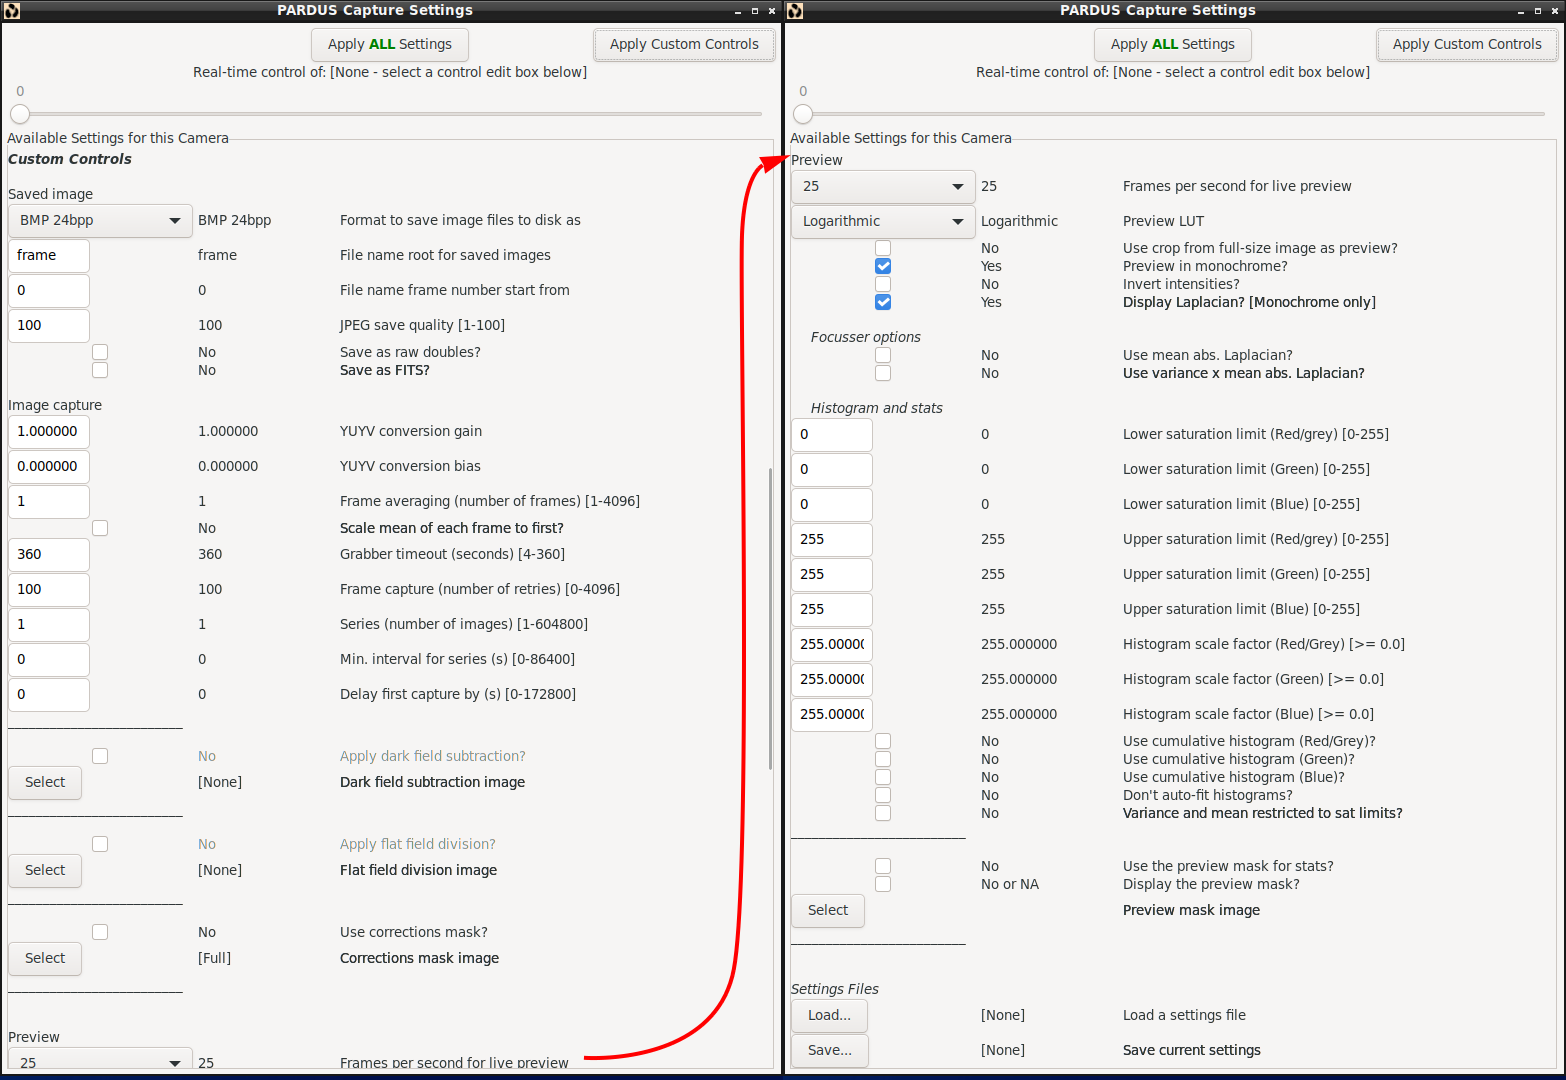 PARDUS Capture Settings
Apply ALL Settings
Apply Custom Controls
Real-time control of: [None - select a control edit box below]
0
Available Settings for this Camera
Custom Controls
Saved image
BMP 24bpp BMP 24bpp Format to save image files to disk as
frame frame File name root for saved images
0 0 File name frame number start from
100 100 JPEG save quality [1-100]
No Save as raw doubles?
No Save as FITS?
Image capture
1.000000 1.000000 YUYV conversion gain
0.000000 0.000000 YUYV conversion bias
1 1 Frame averaging (number of frames) [1-4096]
No Scale mean of each frame to first?
360 360 Grabber timeout (seconds) [4-360]
100 100 Frame capture (number of retries) [0-4096]
1 1 Series (number of images) [1-604800]
0 0 Min. interval for series (s) [0-86400]
0 0 Delay first capture by (s) [0-172800]
No Apply dark field subtraction?
Select [None] Dark field subtraction image
No Apply flat field division?
Select [None] Flat field division image
No Use corrections mask?
Select [Full] Corrections mask image
Preview
25 25 Frames per second for live preview
PARDUS Capture Settings
Apply ALL Settings
Apply Custom Controls
Real-time control of: [None - select a control edit box below]
0
Available Settings for this Camera
Preview
25 25 Frames per second for live preview
Logarithmic Logarithmic Preview LUT
No Use crop from full-size image as preview?
Yes Preview in monochrome?
No Invert intensities?
Yes Display Laplacian? [Monochrome only]
Focusser options
No Use mean abs. Laplacian?
No Use variance x mean abs. Laplacian?
Histogram and stats
0 0 Lower saturation limit (Red/grey) [0-255]
0 0 Lower saturation limit (Green) [0-255]
0 0 Lower saturation limit (Blue) [0-255]
255 255 Upper saturation limit (Red/grey) [0-255]
255 255 Upper saturation limit (Green) [0-255]
255 255 Upper saturation limit (Blue) [0-255]
255.00000 255.000000 Histogram scale factor (Red/Grey) [>= 0.0]
255.00000 255.000000 Histogram scale factor (Green) [>= 0.0]
255.00000 255.000000 Histogram scale factor (Blue) [>= 0.0]
No Use cumulative histogram (Red/Grey)?
No Use cumulative histogram (Green)?
No Use cumulative histogram (Blue)?
No Don't auto-fit histograms?
No Variance and mean restricted to sat limits?
No Use the preview mask for stats?
No or NA Display the preview mask?
Select Preview mask image
Settings Files
Load... [None] Load a settings file
Save... [None] Save current settings